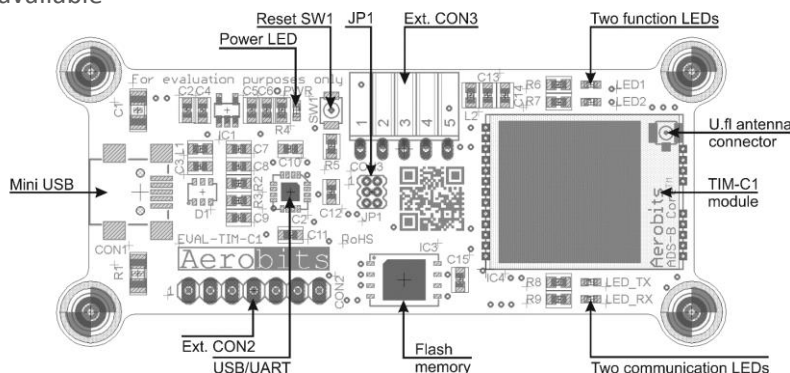 available
Reset SW1
JP1
Ext. CON3
Two function LEDs
Power LED
For evaluation purposes only
C1
C2 C4
C5 C6 PWR
SW1
IC1
R4
1 2 3 4 5
C13
C14
L2
R6
LED1
R7
LED2
U.fl antenna
connector
Mini USB
C3 L1
C7
C8
R2
R3
C9
D1
C10
R5
CON3
C12
JP1
TIM-C1
module
Aerobits
CON1
R1
EVAL-TIM-C1
C11
RoHS
IC3
C15
IC4
R8
LED_TX
R9
LED_RX
Aerobits
1
CON2
Ext. CON2
USB/UART
Flash
memory
Two communication LEDs